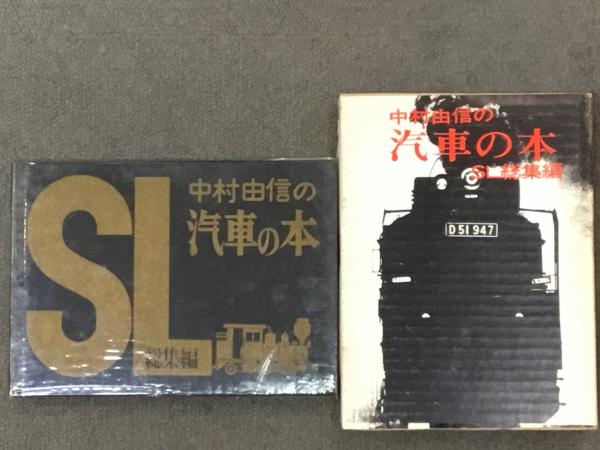 SL
中村由信の
汽車の本
総集編
中村由信の
汽車の本
SL総集編
D51 947